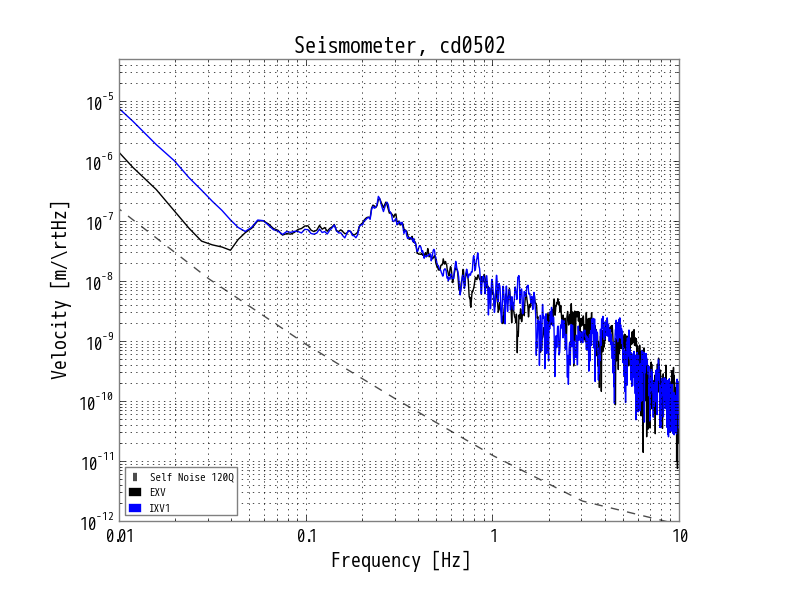 Seismometer, cd0502
Velocity [m/\rtHz]
10^-5
10^-6
10^-7
10^-8
10^-9
10^-10
10^-11
10^-12
Self Noise 120Q
EXV
IXV1
0.01
0.1
1
10
Frequency [Hz]